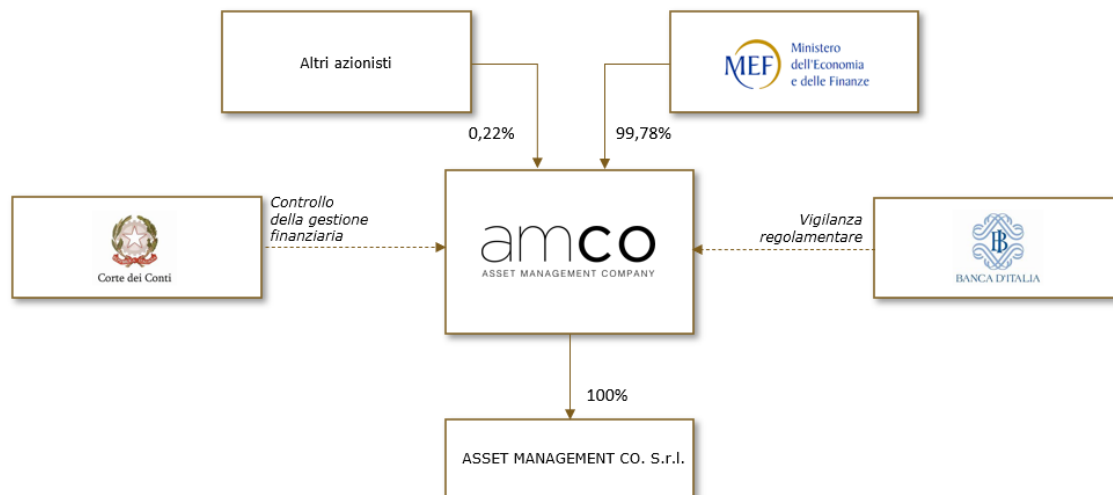 Altri azionisti
MEF
Ministero
dell'Economia
e delle Finanze
0,22%
99,78%
Controllo
della gestione
finanziaria
Corte dei Conti
amco
ASSET MANAGEMENT COMPANY
Vigilanza
regolamentare
BI
BANCA D'ITALIA
100%
ASSET MANAGEMENT CO. S.r.l.